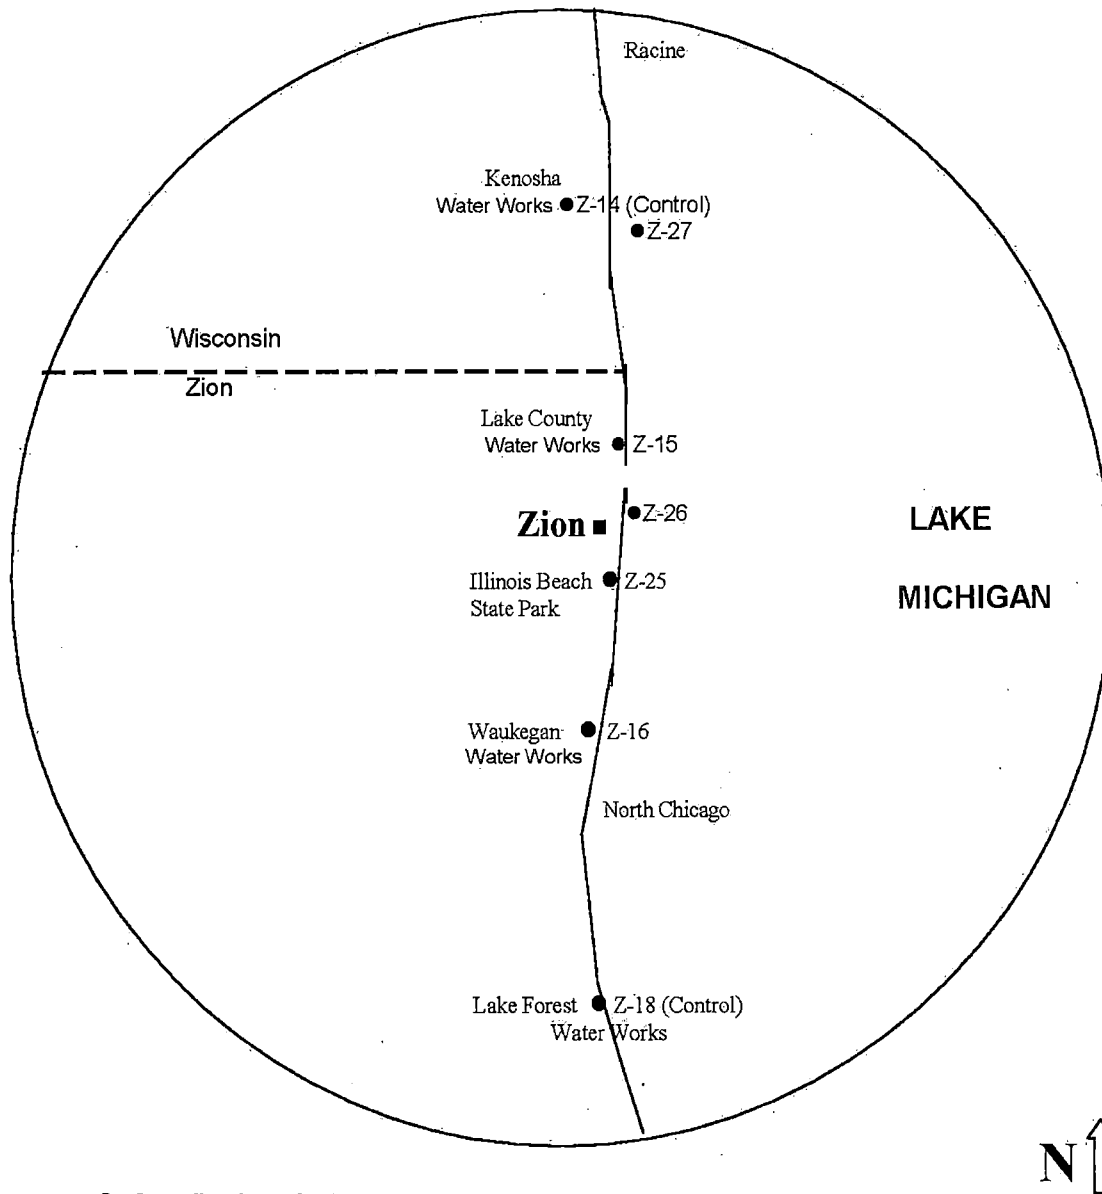 Racine
Kenosha
Water Works Z-14 (Control)
Z-27
Wisconsin
Zion
Lake County
Water Works Z-15
Z-26
Zion
LAKE
Illinois Beach Z-25
State Park
MICHIGAN
Waukegan Z-16
Water Works
North Chicago
Lake Forest Z-18 (Control)
Water Works
N